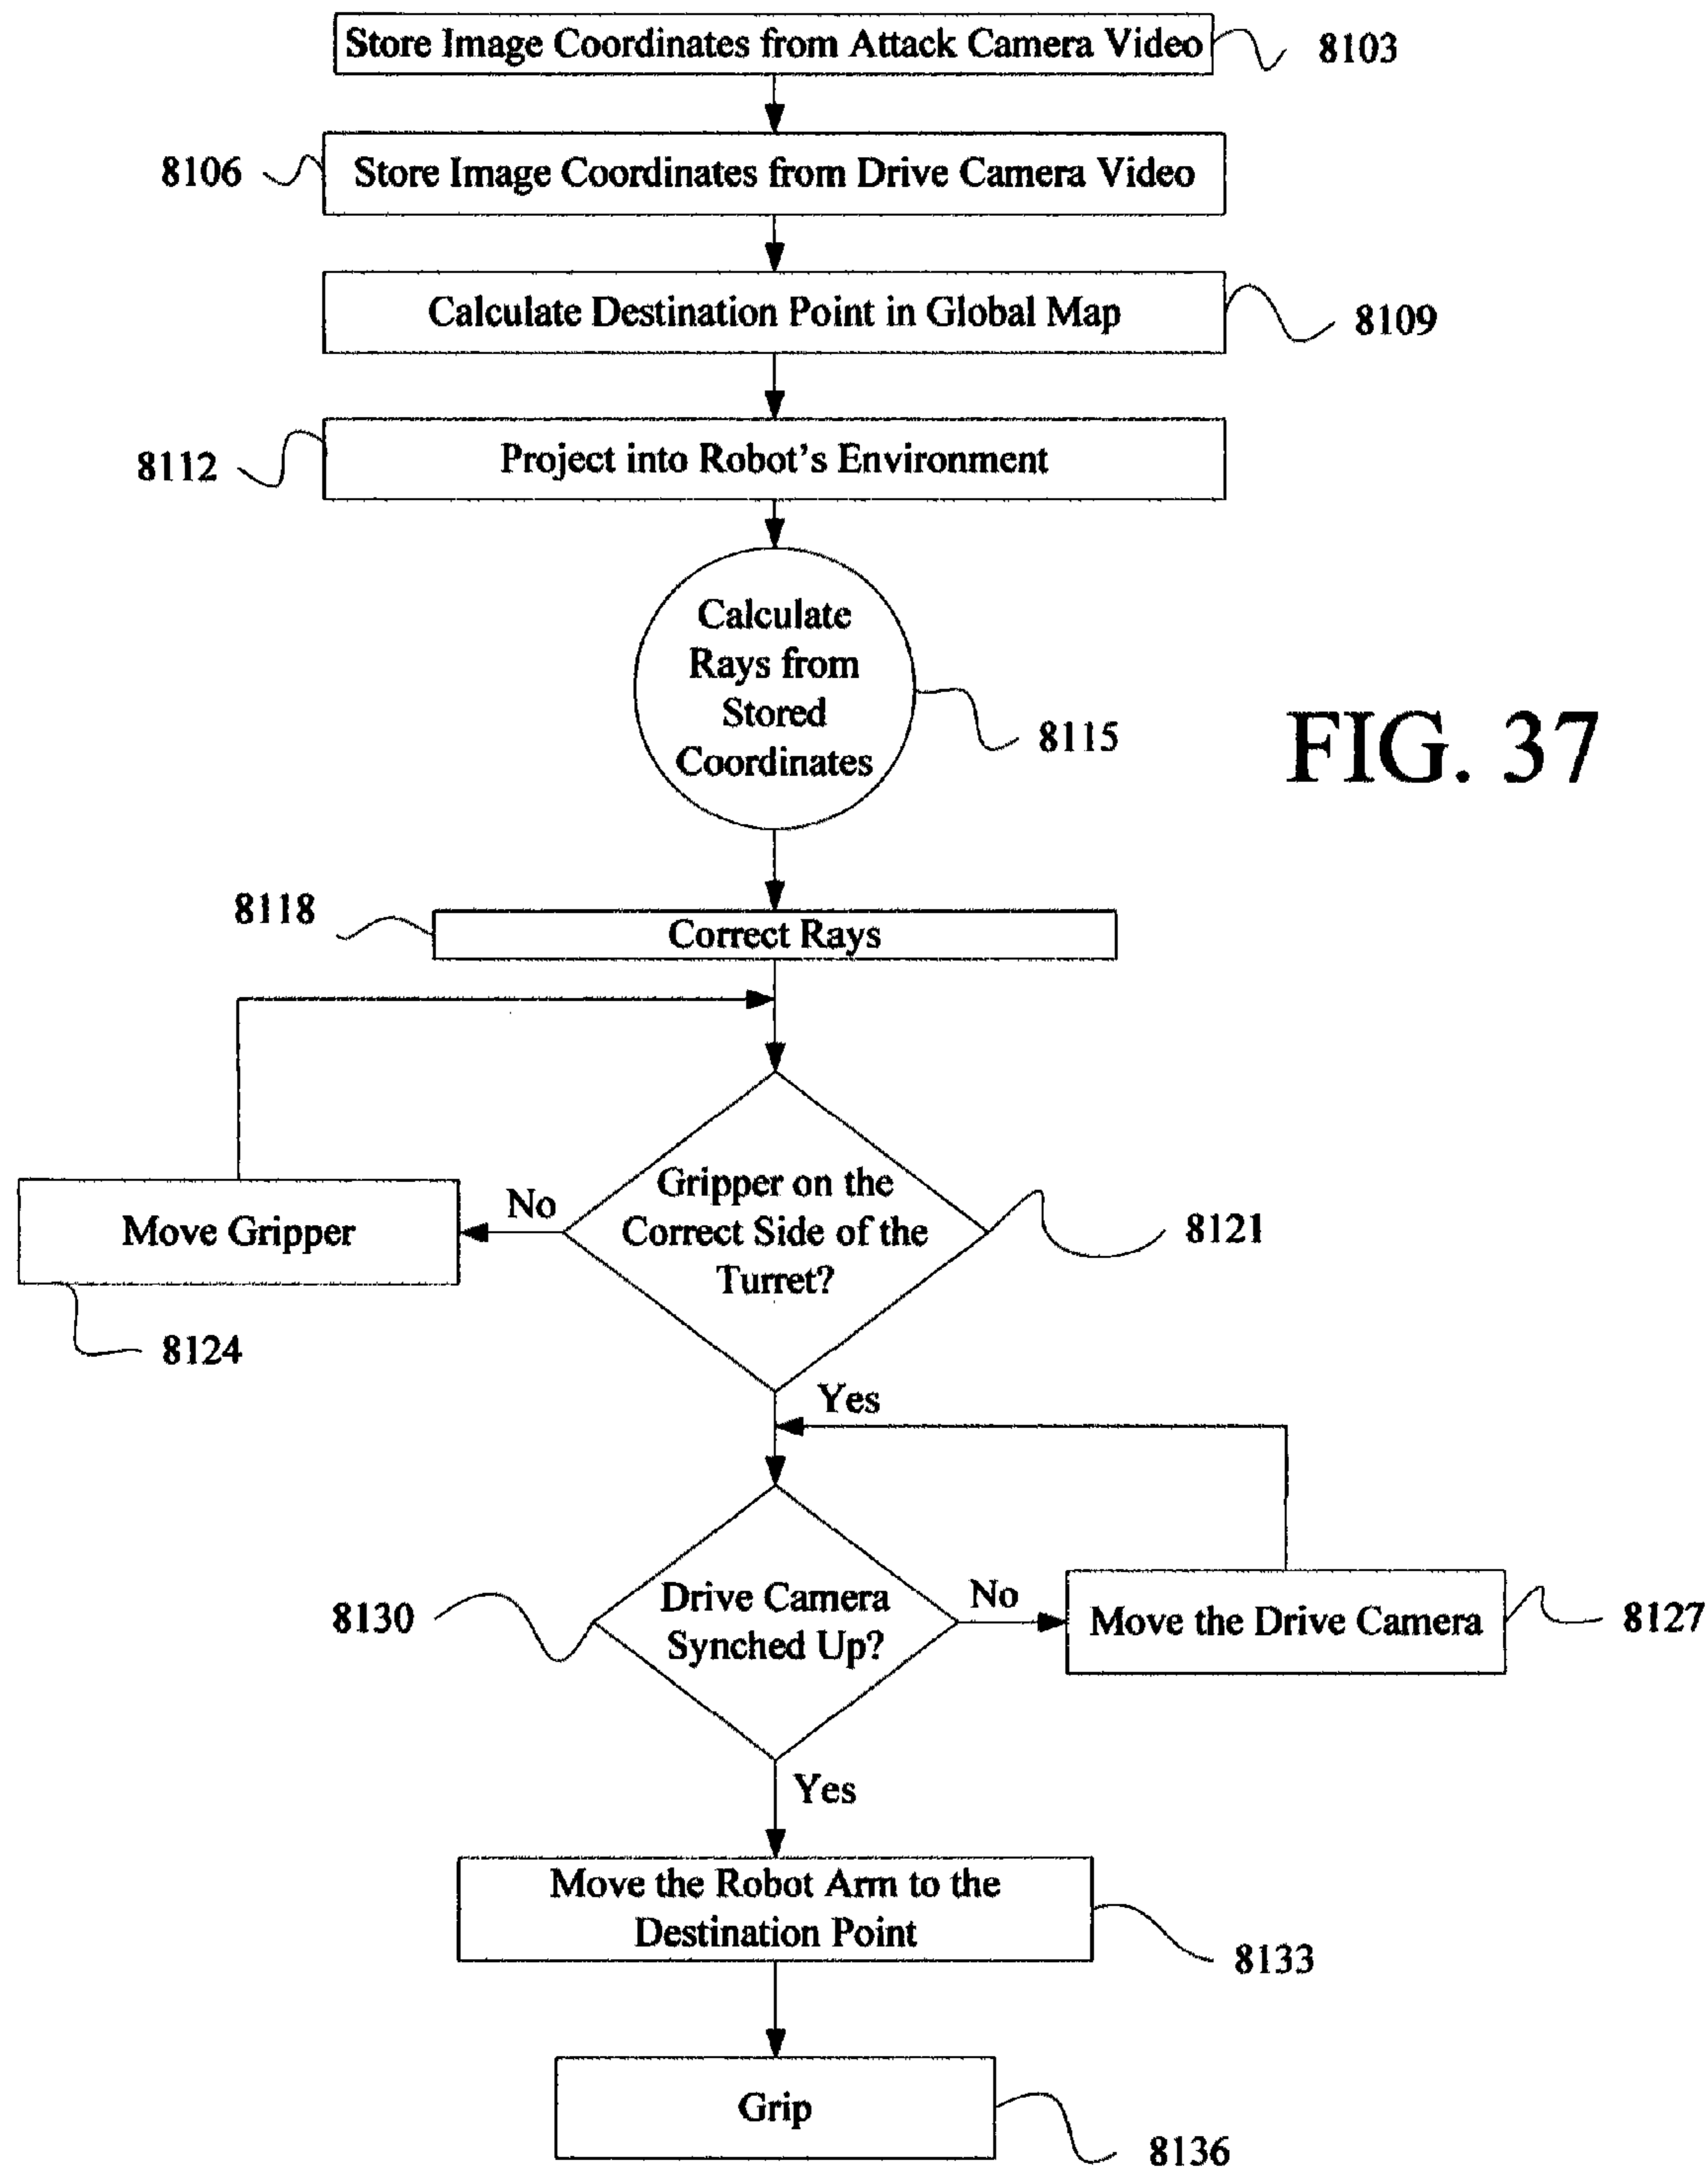 Store Image Coordinates from Attack Camera Video
8103
8106
Store Image Coordinates from Drive Camera Video
Calculate Destination Point in Global Map
8109
8112
Project into Robot's Environment
Calculate
Rays from
Stored
Coordinates
8115
FIG. 37
8118
Correct Rays
Gripper on the
Correct Side of the
Turret?
8121
No
Move Gripper
8124
Yes
8130
Drive Camera
Synched Up?
No
Move the Drive Camera
8127
Yes
Move the Robot Arm to the
Destination Point
8133
Grip
8136